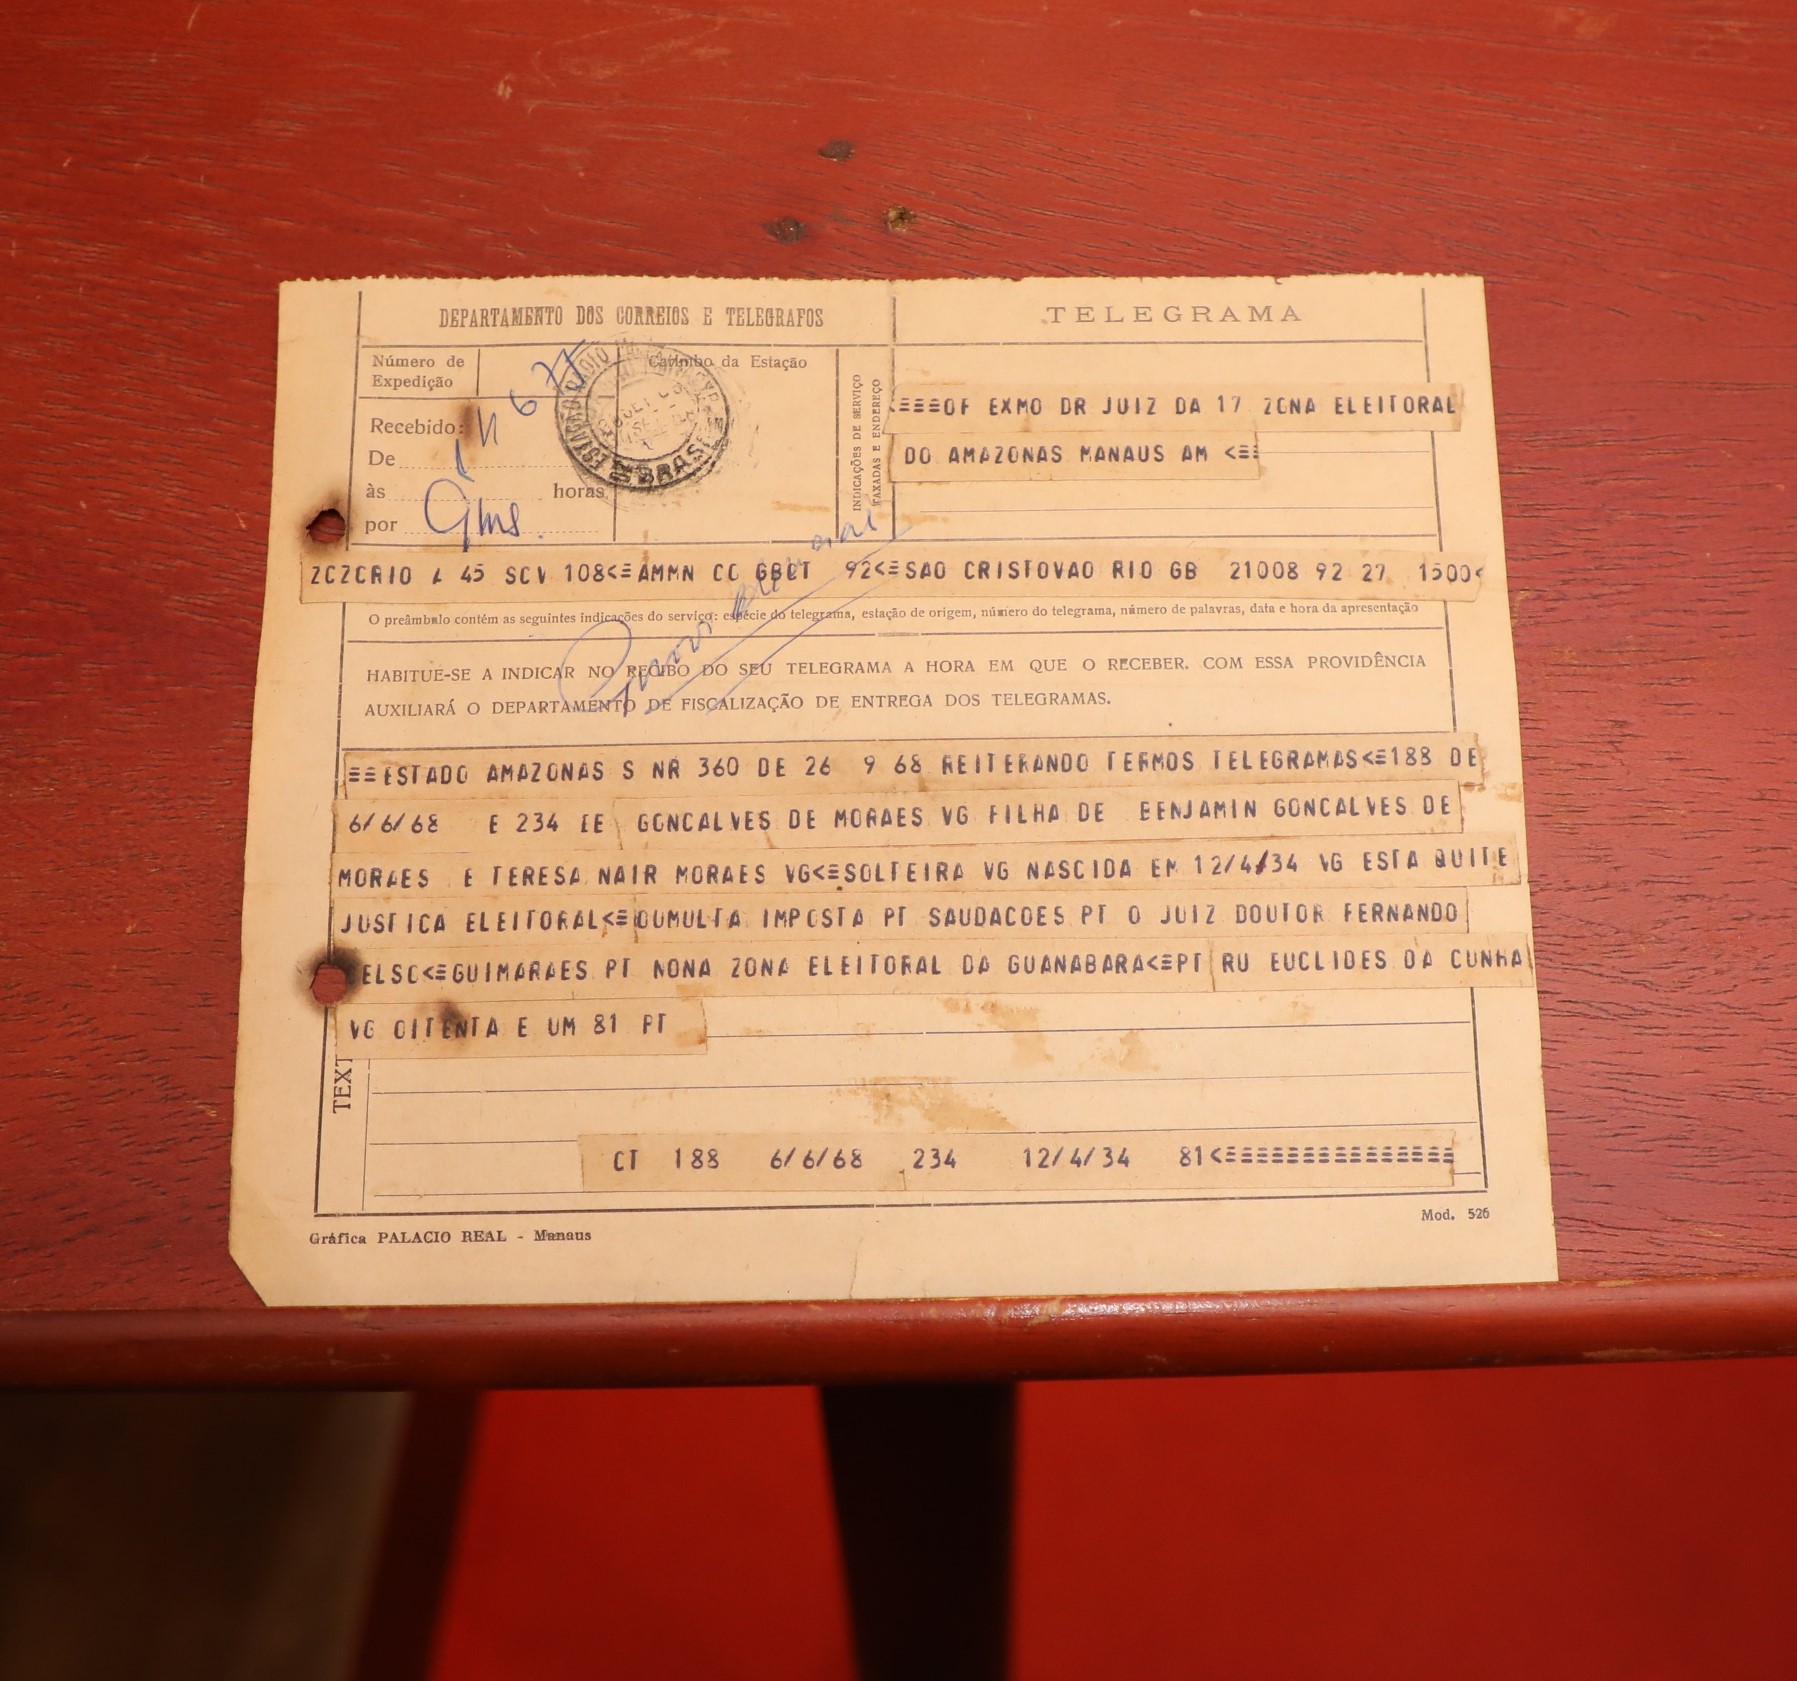 DEPARTAMENTO DOS CORREIOS E TELEGRAFOS
TELEGRAMA
Número de Expedição
Carimbo da Estação
Recebido:
De
às horas
por
INDICAÇÕES DE SERVIÇO
TAXADAS E ENDEREÇO
BRASIL
<≡≡≡OF EXMO DR JUIZ DA 17 ZONA ELEITORAL
DO AMAZONAS MANAUS AM <≡≡
ZCZCRIO A 45 SCV 108<≡AMMN CO GBCT 92<≡SAO CRISTOVAO RIO GB 21008 92 27 1500<
O preâmbulo contém as seguintes indicações do serviço: espécie do telegrama, estação de origem, número do telegrama, número de palavras, data e hora da apresentação
HABITUE-SE A INDICAR NO RECIBO DO SEU TELEGRAMA A HORA EM QUE O RECEBER. COM ESSA PROVIDÊNCIA
AUXILIARÁ O DEPARTAMENTO DE FISCALIZAÇÃO DE ENTREGA DOS TELEGRAMAS.
≡≡ESTADO AMAZONAS S NR 360 DE 26 9 68 REITERANDO TERMOS TELEGRAMAS<≡188 DE
6/6/68 E 234 DE GONCALVES DE MORAES VG FILHA DE BENJAMIN GONCALVES DE
MORAES E TERESA NAIR MORAES VG<≡SOLTEIRA VG NASCIDA EM 12/4/34 VG ESTA QUITE
JUSTICA ELEITORAL<≡OUMULTA IMPOSTA PT SAUDACOES PT O JUIZ DOUTOR FERNANDO
ELSO<≡GUIMARAES PT NONA ZONA ELEITORAL DA GUANABARA<≡PT RU EUCLIDES DA CUNHA
VG OITENTA E UM 81 PT
TEXT
CT 188 6/6/68 234 12/4/34 81<≡≡≡≡≡≡≡≡≡≡≡≡≡≡≡
Gráfica PALACIO REAL - Manaus
Mod. 526